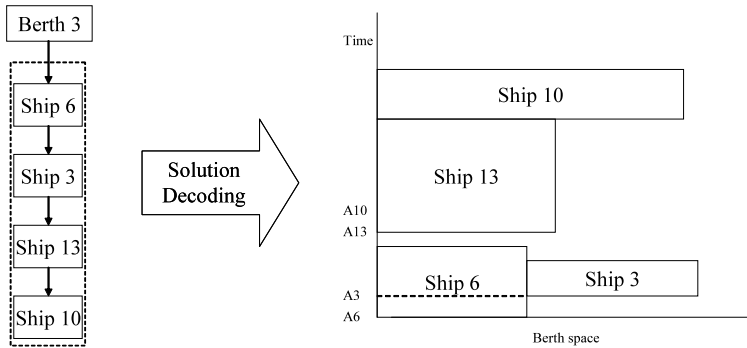 Berth 3
Ship 6
Ship 3
Ship 13
Ship 10
Solution
Decoding
Time
Ship 10
Ship 13
A10
A13
Ship 6
Ship 3
A3
A6
Berth space